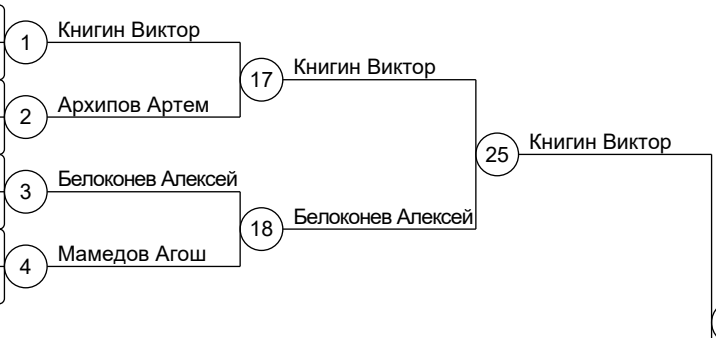 1 Книгин Виктор
17 Книгин Виктор
2 Архипов Артем
25 Книгин Виктор
3 Белоконев Алексей
18 Белоконев Алексей
4 Мамедов Агош